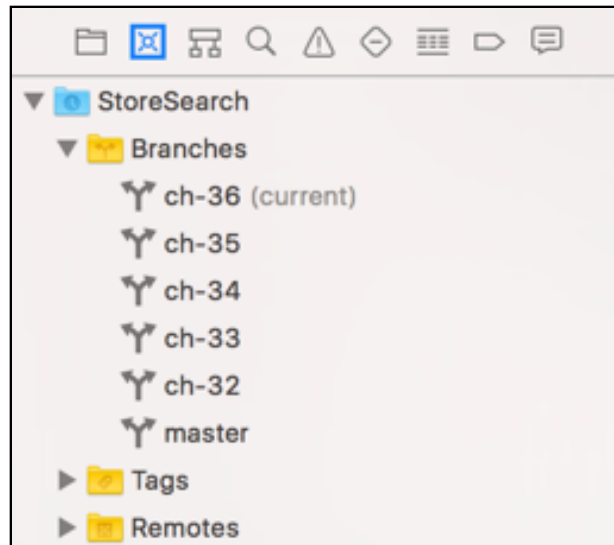 StoreSearch
Branches
ch-36 (current)
ch-35
ch-34
ch-33
ch-32
master
Tags
Remotes